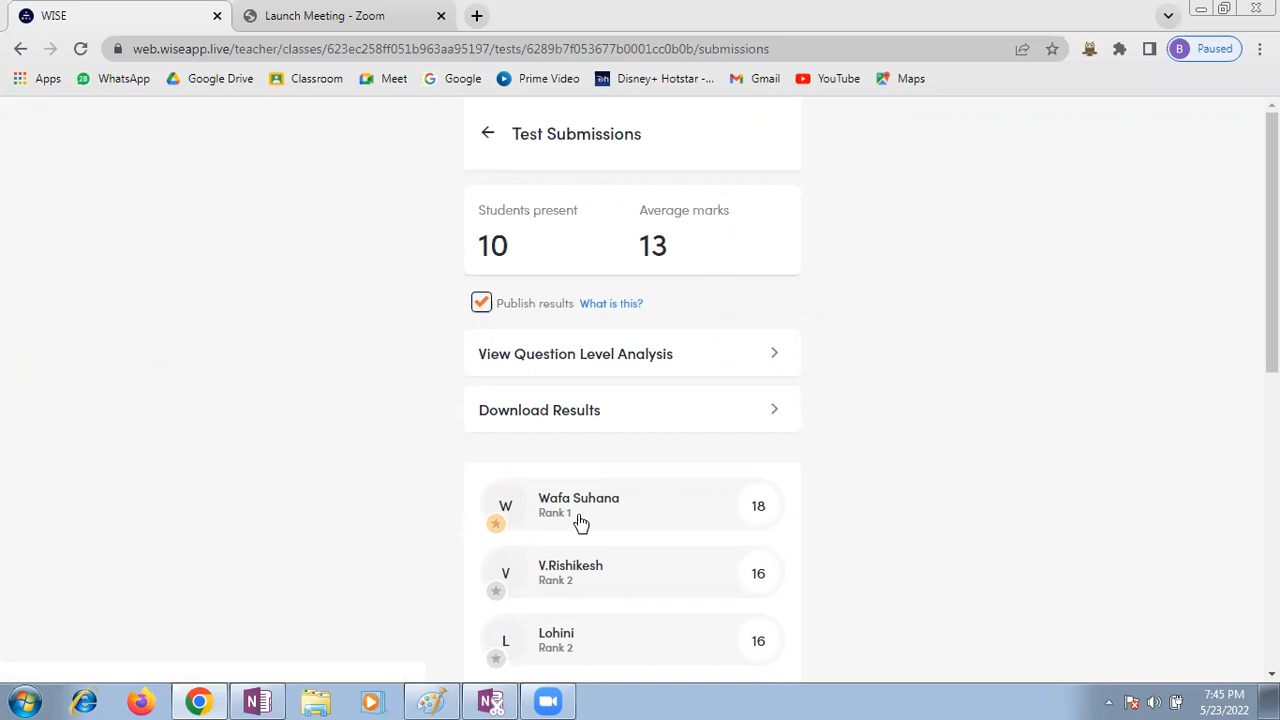 WISE
Launch Meeting - Zoom
web.wiseapp.live/teacher/classes/623ec258ff051b963aa95197/tests/6289b7f053677b0001cc0b0b/submissions
B Paused
Apps
28 WhatsApp
Google Drive
Classroom
Meet
G Google
Prime Video
Disney+ Hotstar -...
Gmail
YouTube
Maps
Test Submissions
Students present
Average marks
10
13
Publish results What is this?
View Question Level Analysis
Download Results
W
Wafa Suhana
Rank 1
18
V
V.Rishikesh
Rank 2
16
L
Lohini
Rank 2
16
7:45 PM
5/23/2022